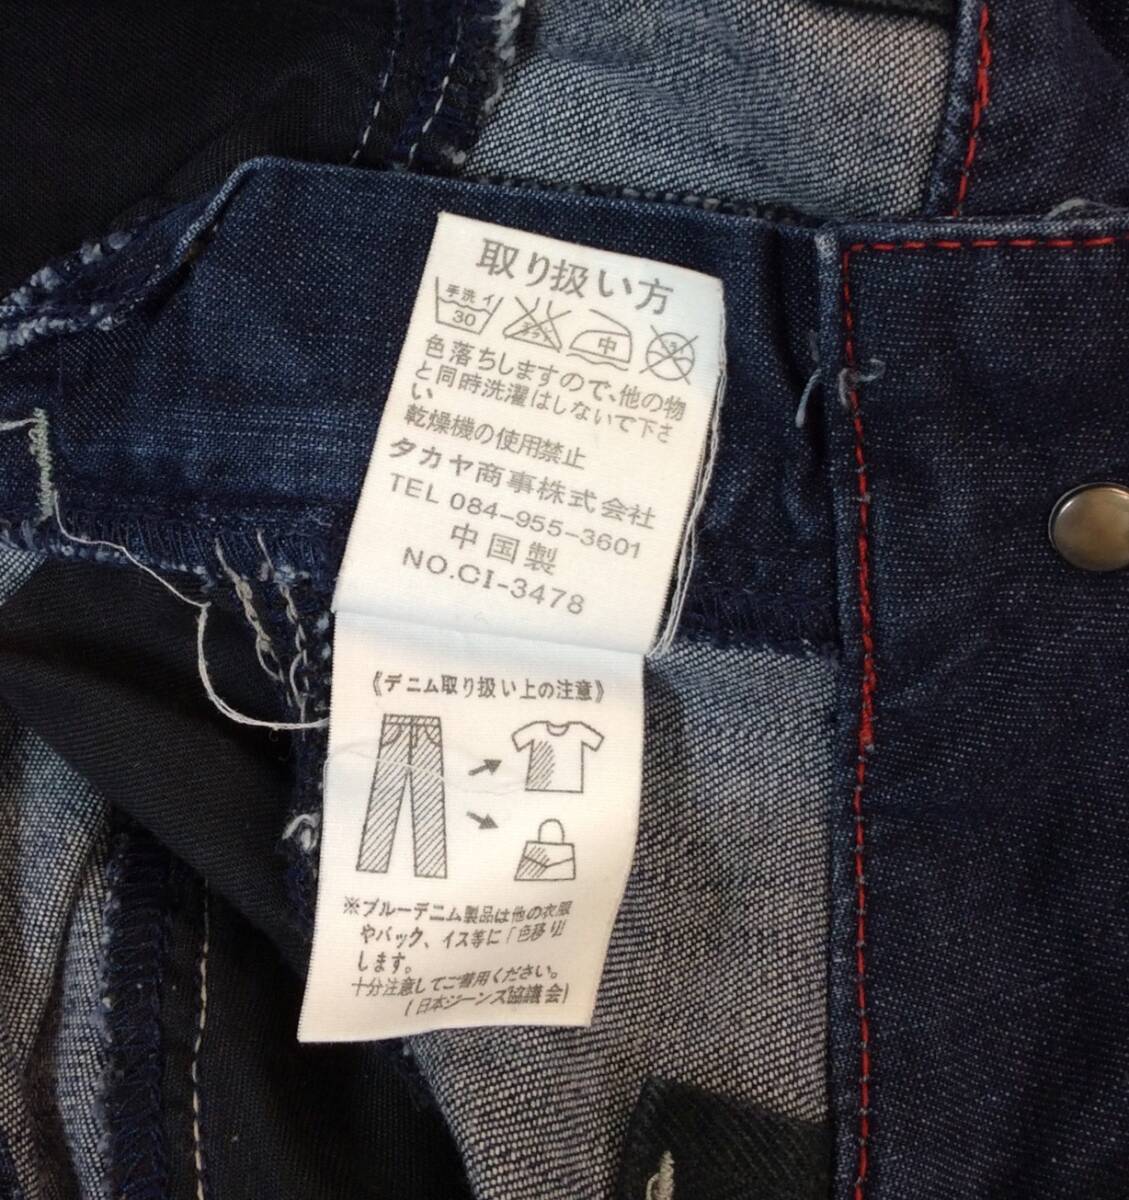 取り扱い方
手洗イ
30
エンソ
中
ドライ
色落ちしますので、他の物
と同時洗濯はしないで下さ
い
乾燥機の使用禁止
タカヤ商事株式会社
TEL 084-955-3601
中国製
NO.CI-3478
《デニム取り扱い上の注意》
※ブルーデニム製品は他の衣服
やバック、イス等に「色移り」
します。
十分注意してご着用ください。
(日本ジーンズ協議会)